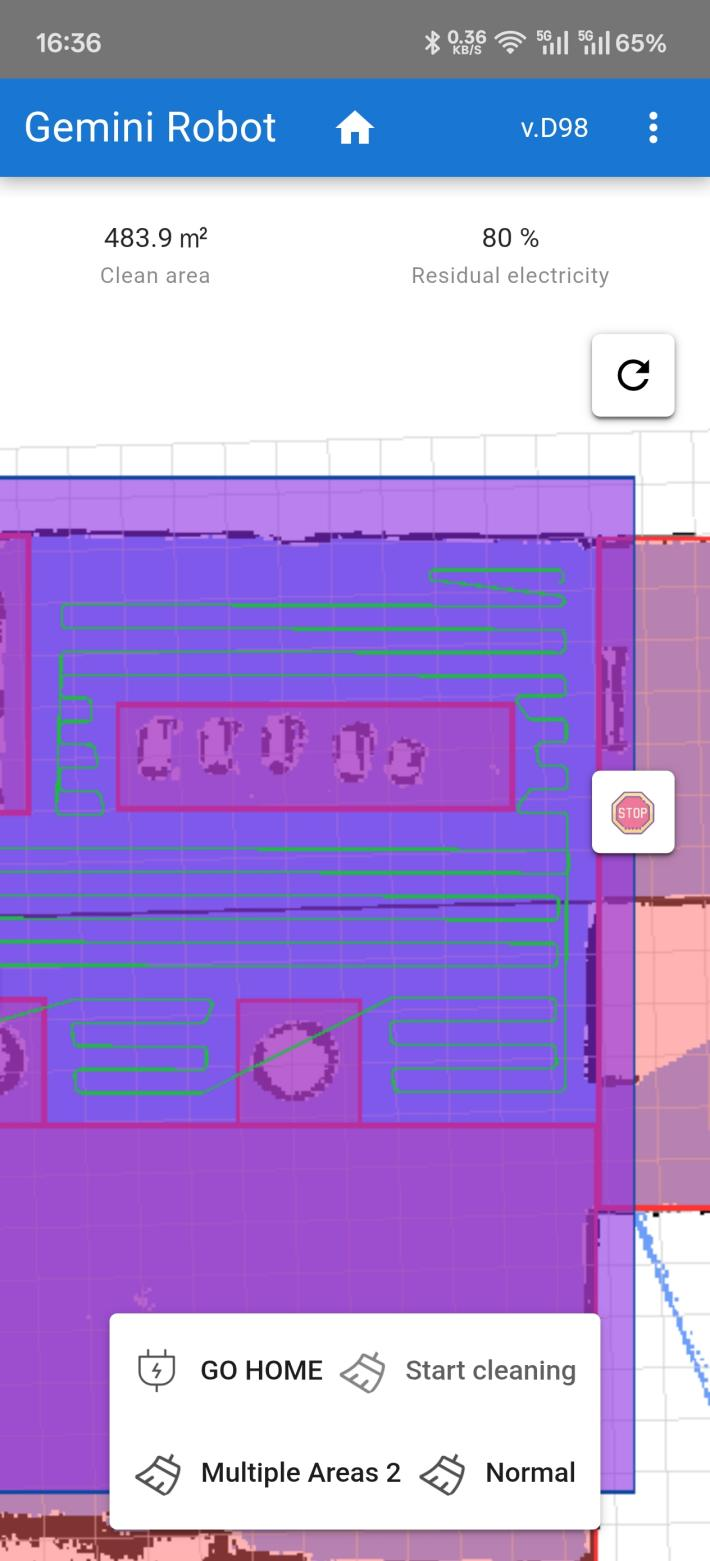 16:36 0.36 KB/S 5G 5G 65%
Gemini Robot v.D98
483.9 m² 80 %
Clean area Residual electricity
STOP
GO HOME Start cleaning
Multiple Areas 2 Normal